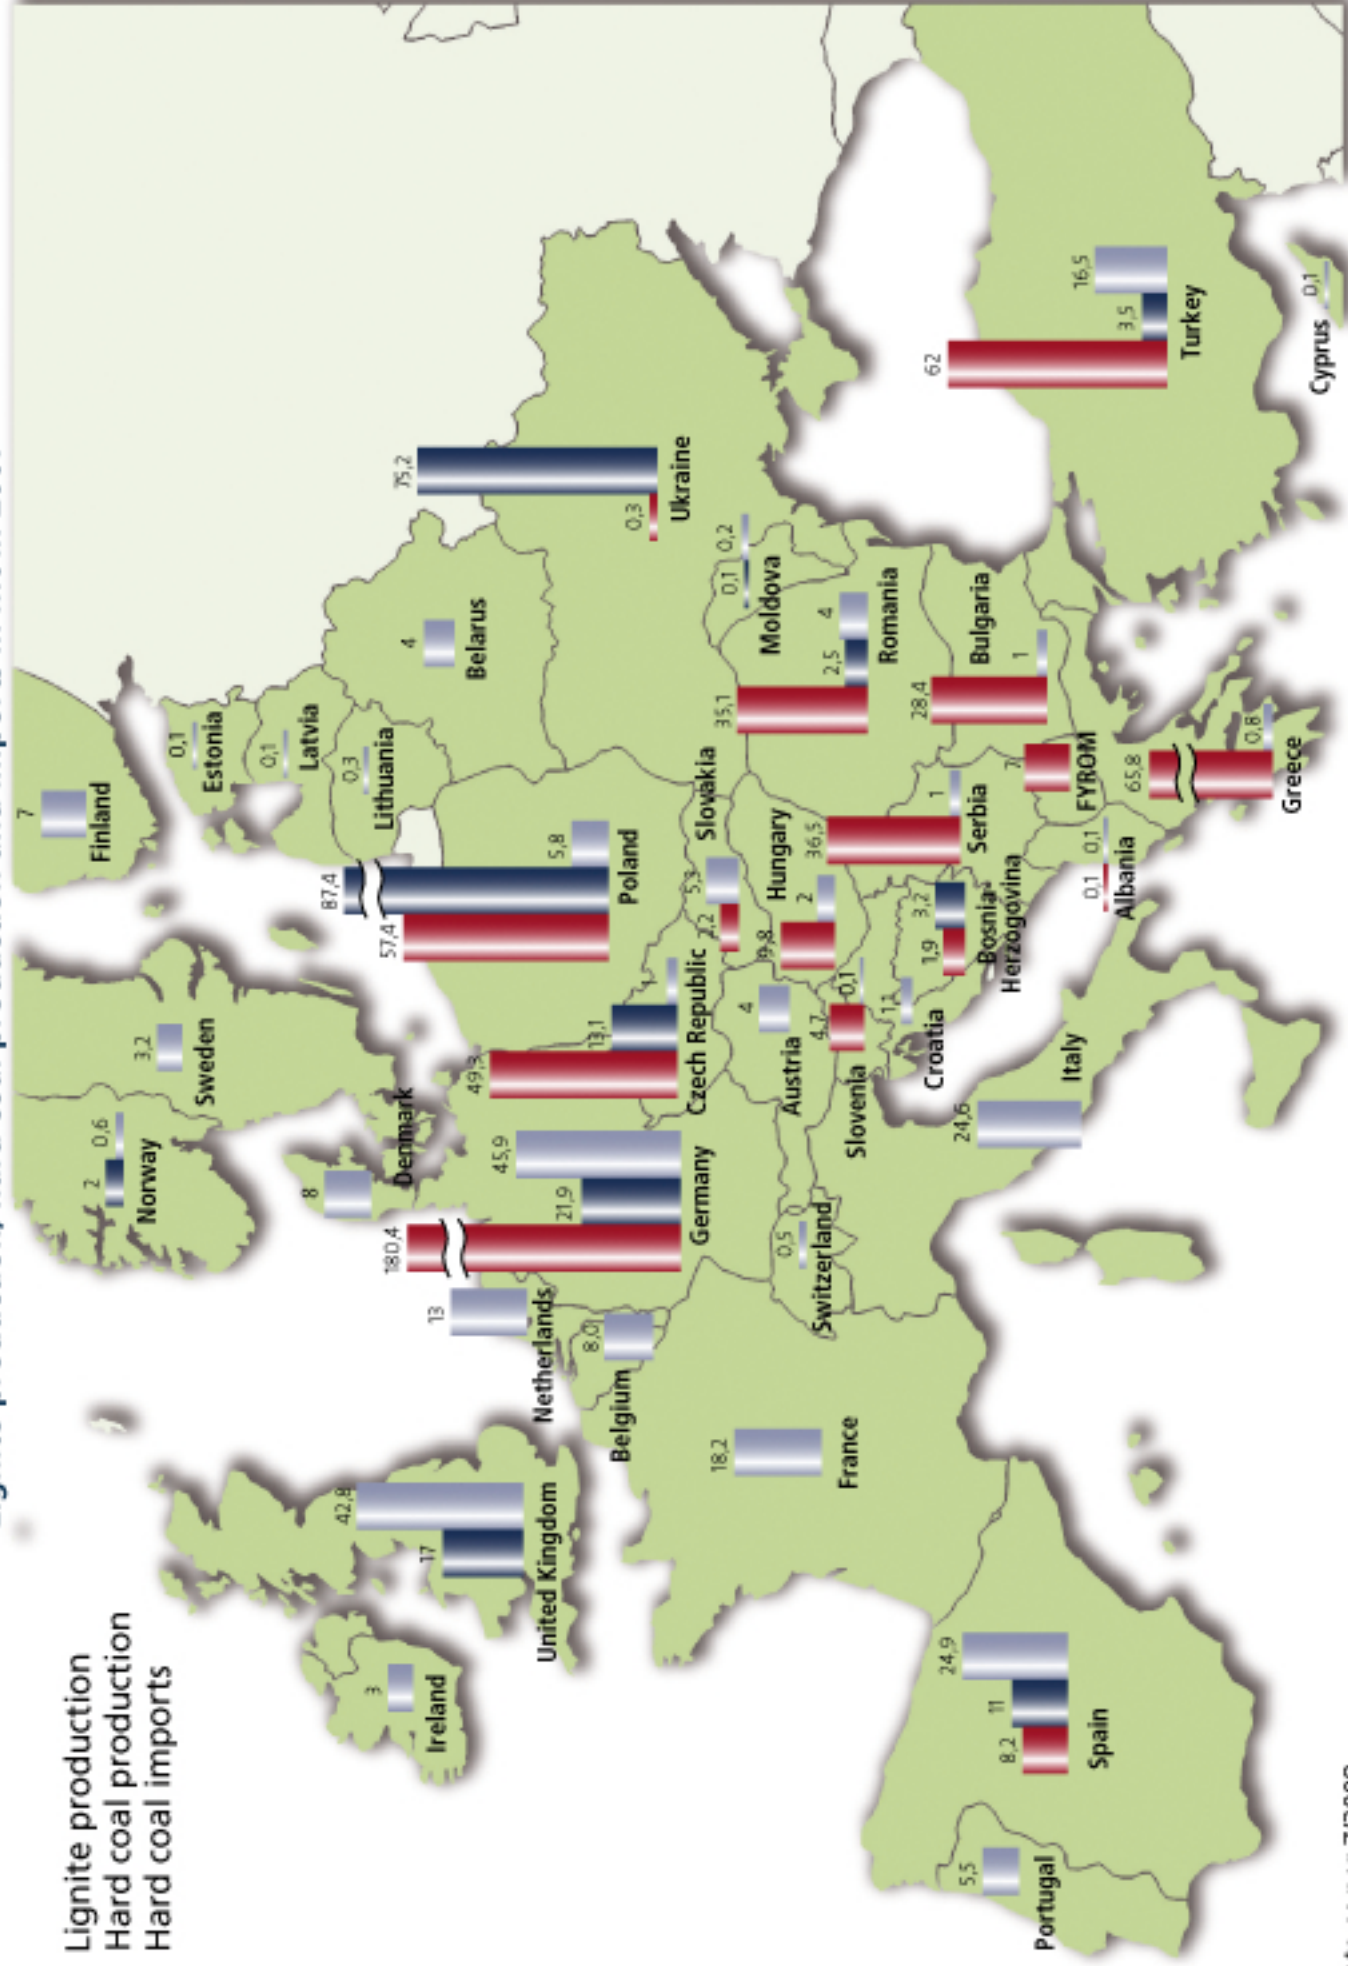 Lignite production
Hard coal production
Hard coal imports
7
Finland
0,1
Estonia
0,1
Latvia
0,3
Lithuania
2
0,6
Norway
3,2
Sweden
8
Denmark
4
Belarus
3
Ireland
17
42,8
United Kingdom
13
Netherlands
8,0
Belgium
180,4
21,9
45,9
Germany
57,4
87,4
5,8
Poland
0,3
75,2
Ukraine
49,3
13,1
1
Czech Republic
2,2
5,3
Slovakia
0,1
0,2
Moldova
18,2
France
0,5
Switzerland
4
Austria
9,8
2
Hungary
35,1
2,5
4
Romania
4,7
0,1
Slovenia
Croatia
1,9
3,2
Bosnia-
Herzogovina
36,5
1
Serbia
28,4
1
Bulgaria
7
FYROM
24,6
Italy
0,1
0,1
Albania
65,8
0,8
Greece
62
3,5
16,5
Turkey
0,1
Cyprus
8,2
11
24,9
Spain
5,5
Portugal